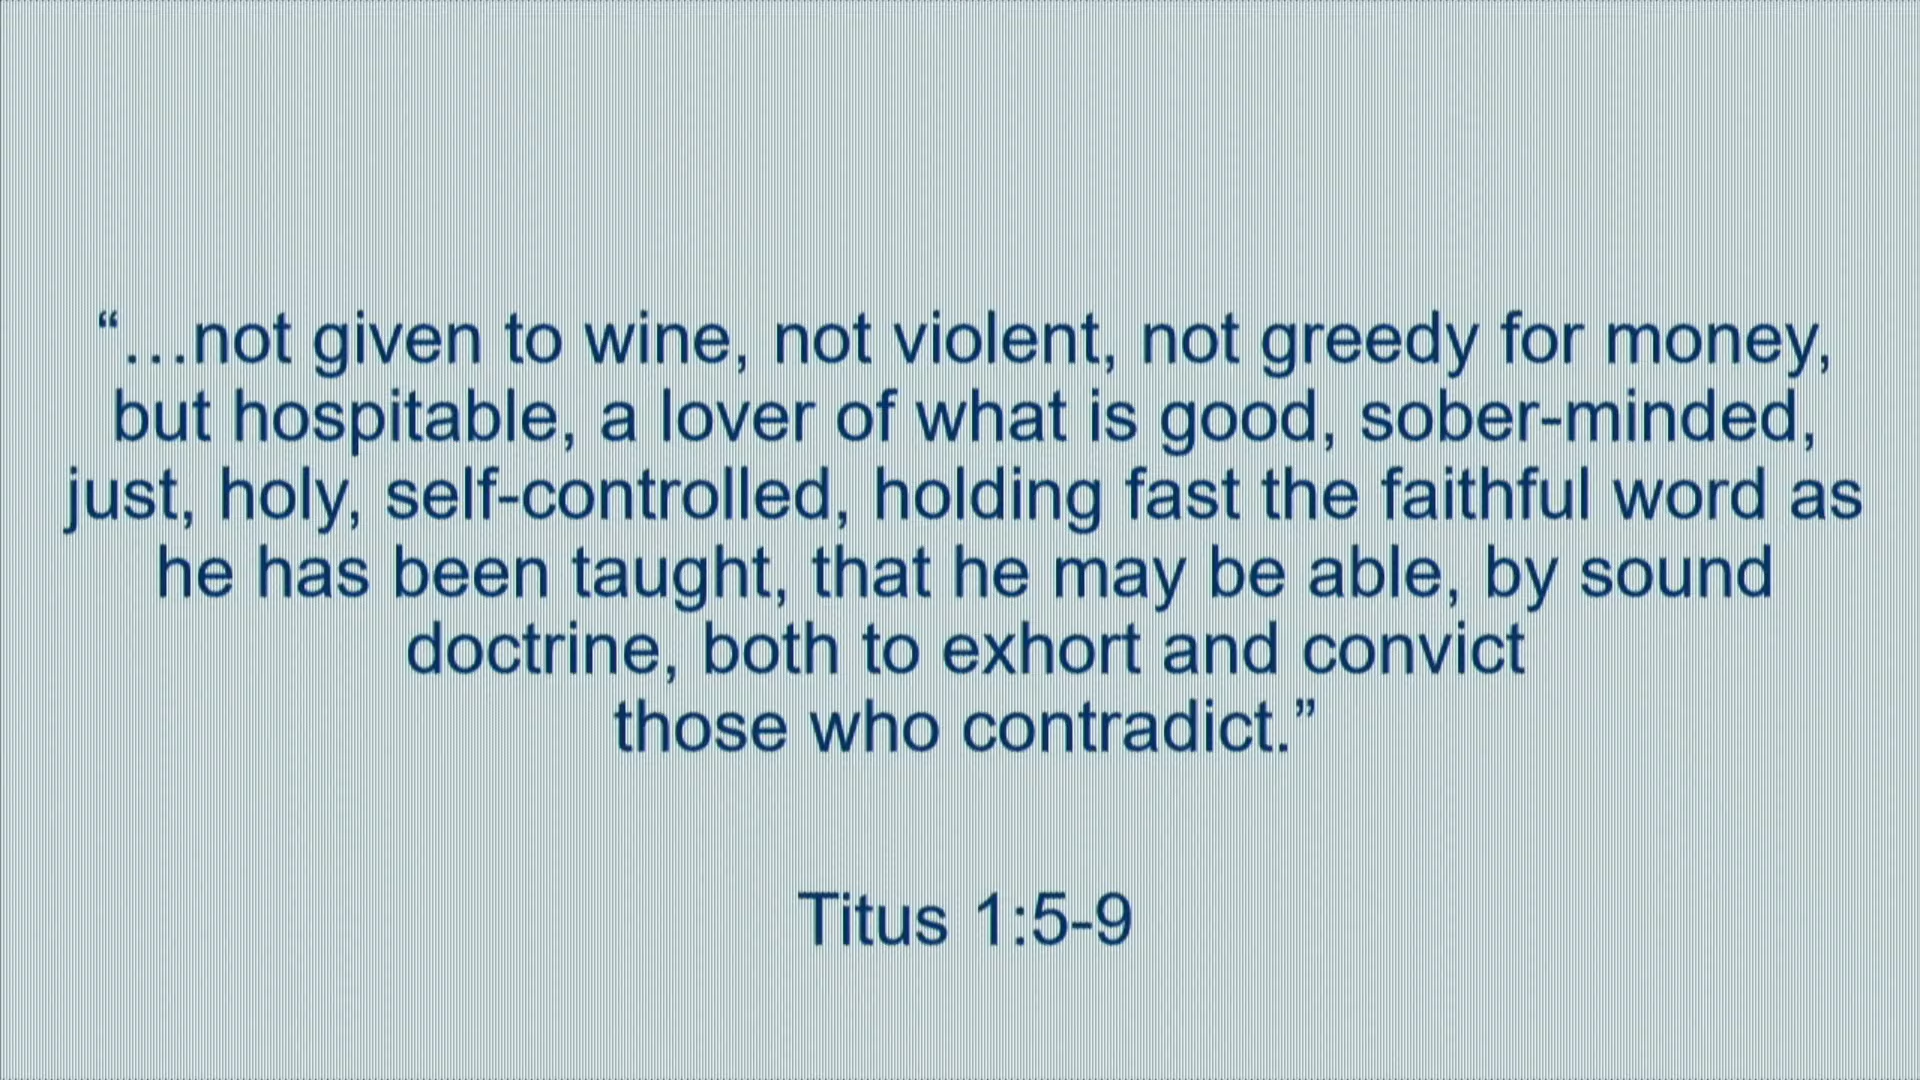 “…not given to wine, not violent, not greedy for money,
but hospitable, a lover of what is good, sober-minded,
just, holy, self-controlled, holding fast the faithful word as
he has been taught, that he may be able, by sound
doctrine, both to exhort and convict
those who contradict.”
Titus 1:5-9